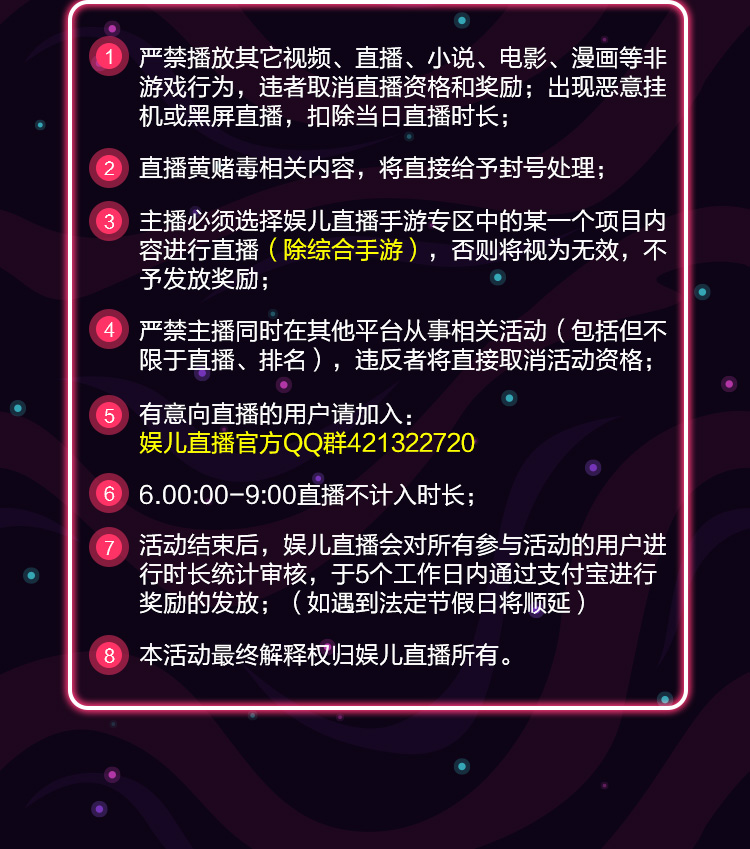 1 严禁播放其它视频、直播、小说、电影、漫画等非
游戏行为，违者取消直播资格和奖励；出现恶意挂
机或黑屏直播，扣除当日直播时长；
2 直播黄赌毒相关内容，将直接给予封号处理；
3 主播必须选择娱儿直播手游专区中的某一个项目内
容进行直播（除综合手游），否则将视为无效，不
予发放奖励；
4 严禁主播同时在其他平台从事相关活动（包括但不
限于直播、排名），违反者将直接取消活动资格；
5 有意向直播的用户请加入：
娱儿直播官方QQ群421322720
6 6.00:00-9:00直播不计入时长；
7 活动结束后，娱儿直播会对所有参与活动的用户进
行时长统计审核，于5个工作日内通过支付宝进行
奖励的发放；（如遇到法定节假日将顺延）
8 本活动最终解释权归娱儿直播所有。